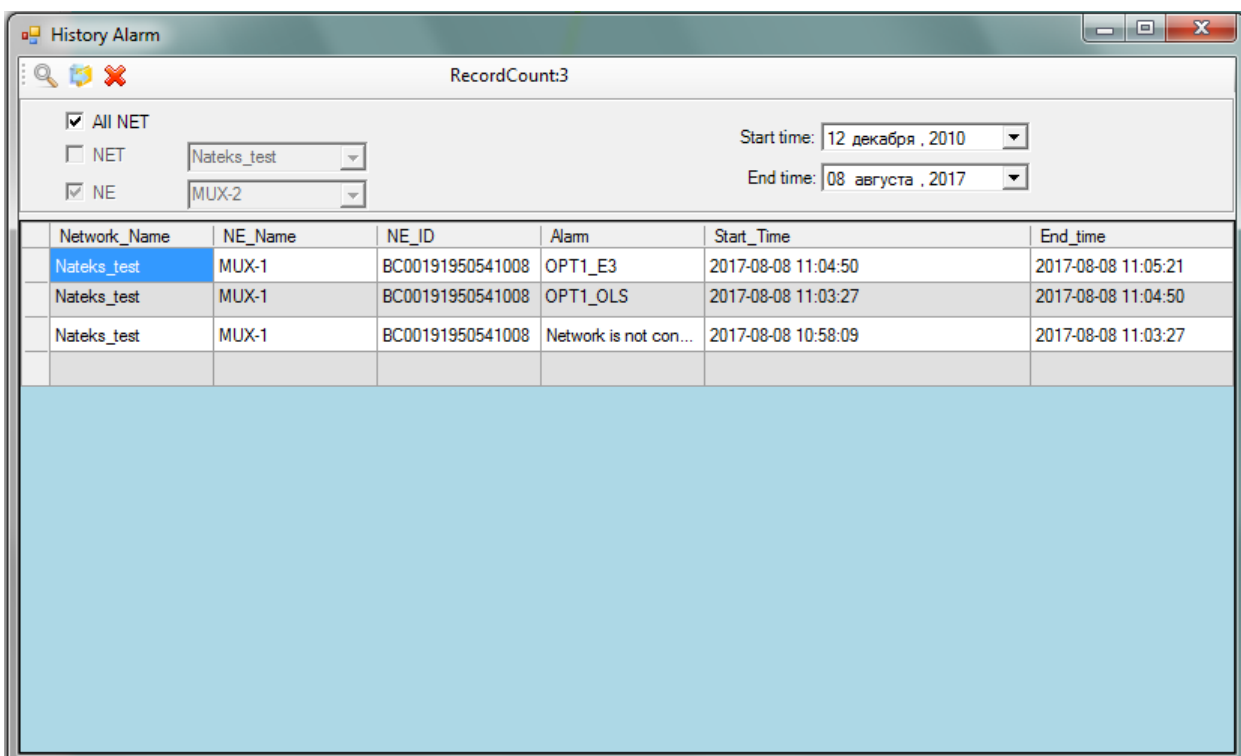 History Alarm
RecordCount:3
All NET
NET Nateks_test
NE MUX-2
Start time: 12 декабря , 2010
End time: 08 августа , 2017
Network_Name NE_Name NE_ID Alarm Start_Time End_time
Nateks_test MUX-1 BC00191950541008 OPT1_E3 2017-08-08 11:04:50 2017-08-08 11:05:21
Nateks_test MUX-1 BC00191950541008 OPT1_OLS 2017-08-08 11:03:27 2017-08-08 11:04:50
Nateks_test MUX-1 BC00191950541008 Network is not con... 2017-08-08 10:58:09 2017-08-08 11:03:27